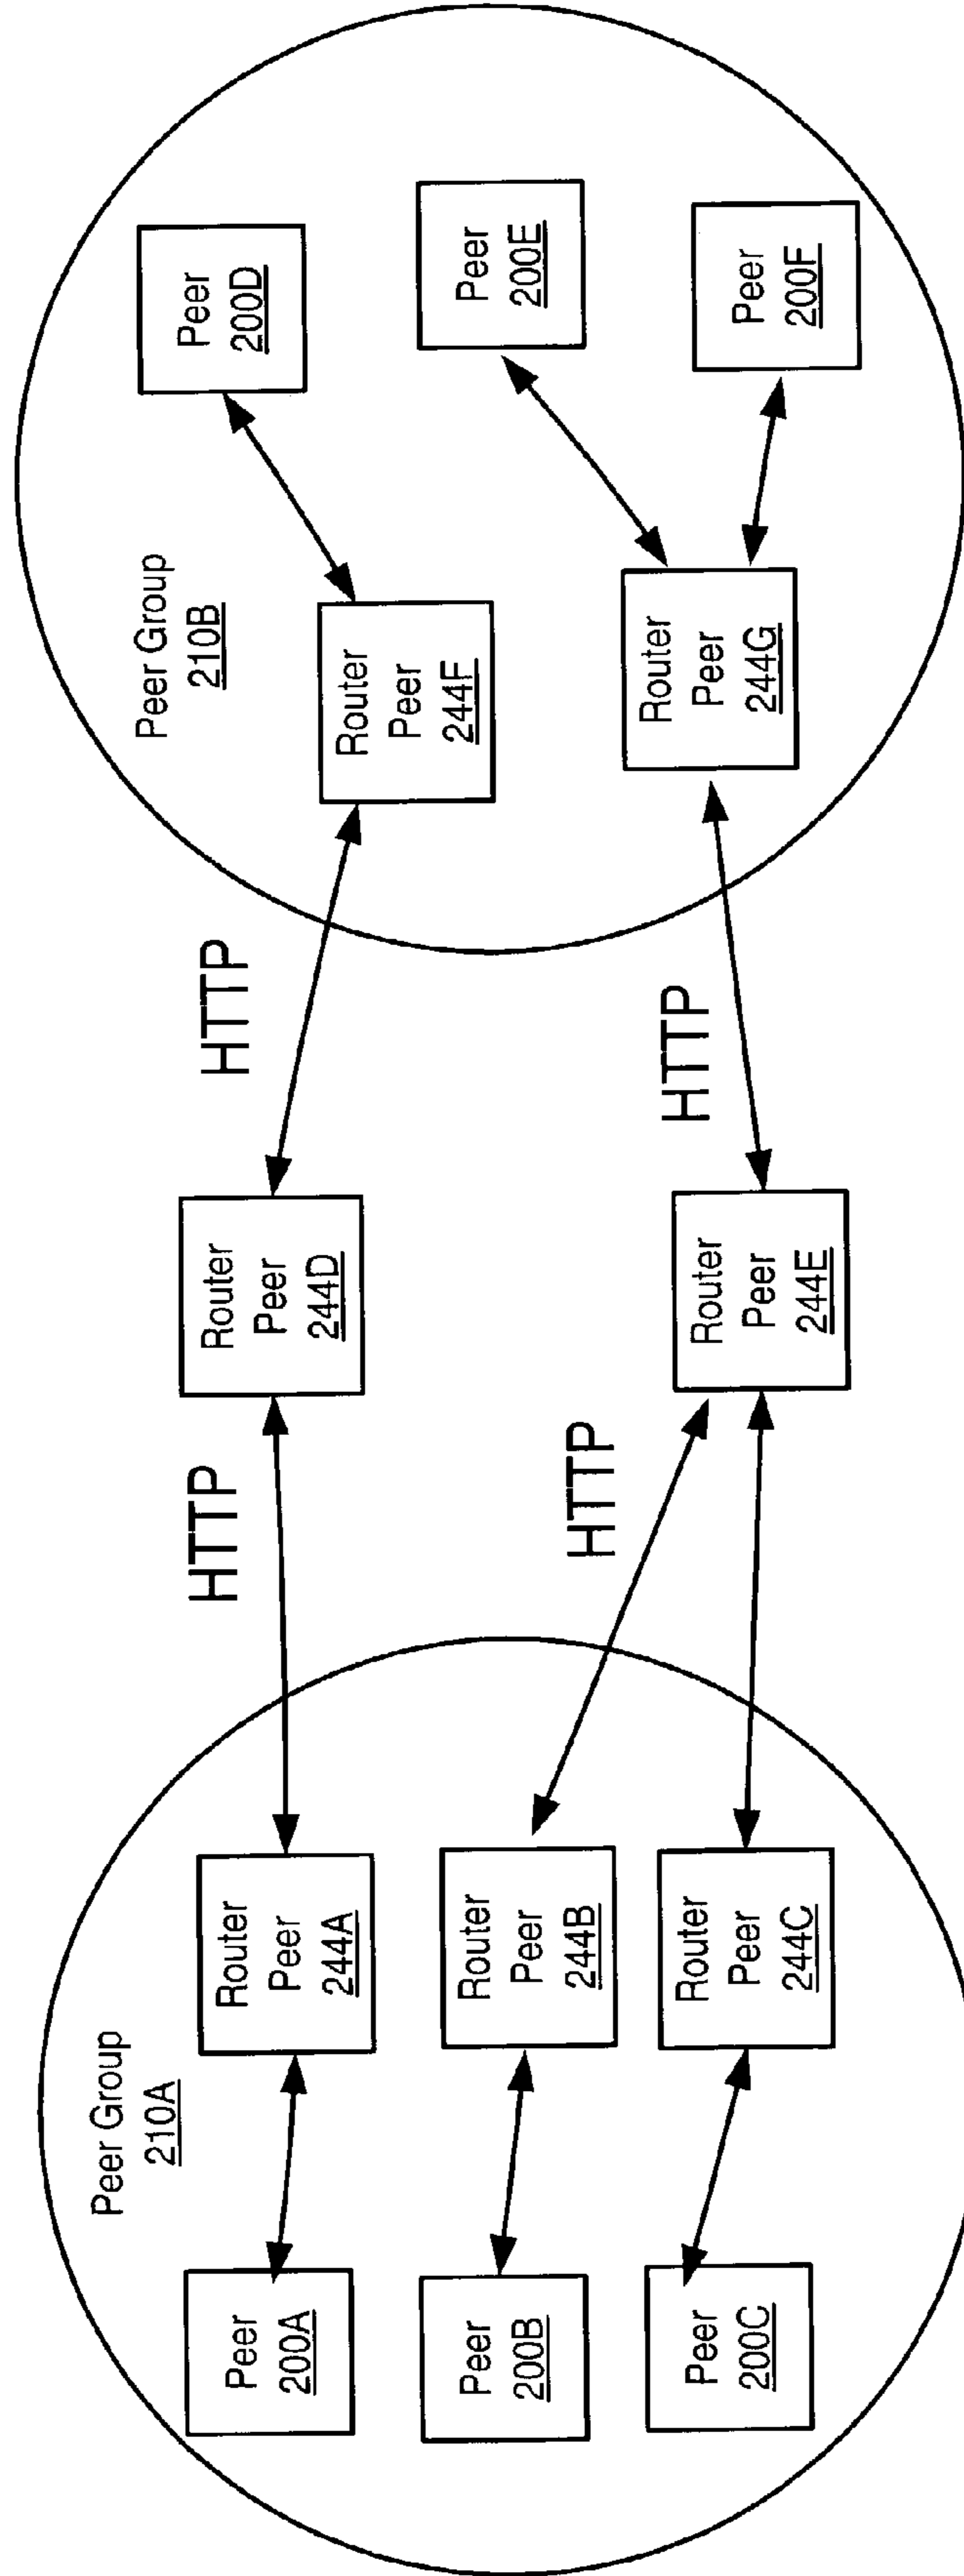 Peer Group
210A
Peer
200A
Router
Peer
244A
Peer
200B
Router
Peer
244B
Peer
200C
Router
Peer
244C
HTTP
HTTP
Router
Peer
244D
Router
Peer
244E
HTTP
HTTP
Peer Group
210B
Router
Peer
244F
Router
Peer
244G
Peer
200D
Peer
200E
Peer
200F